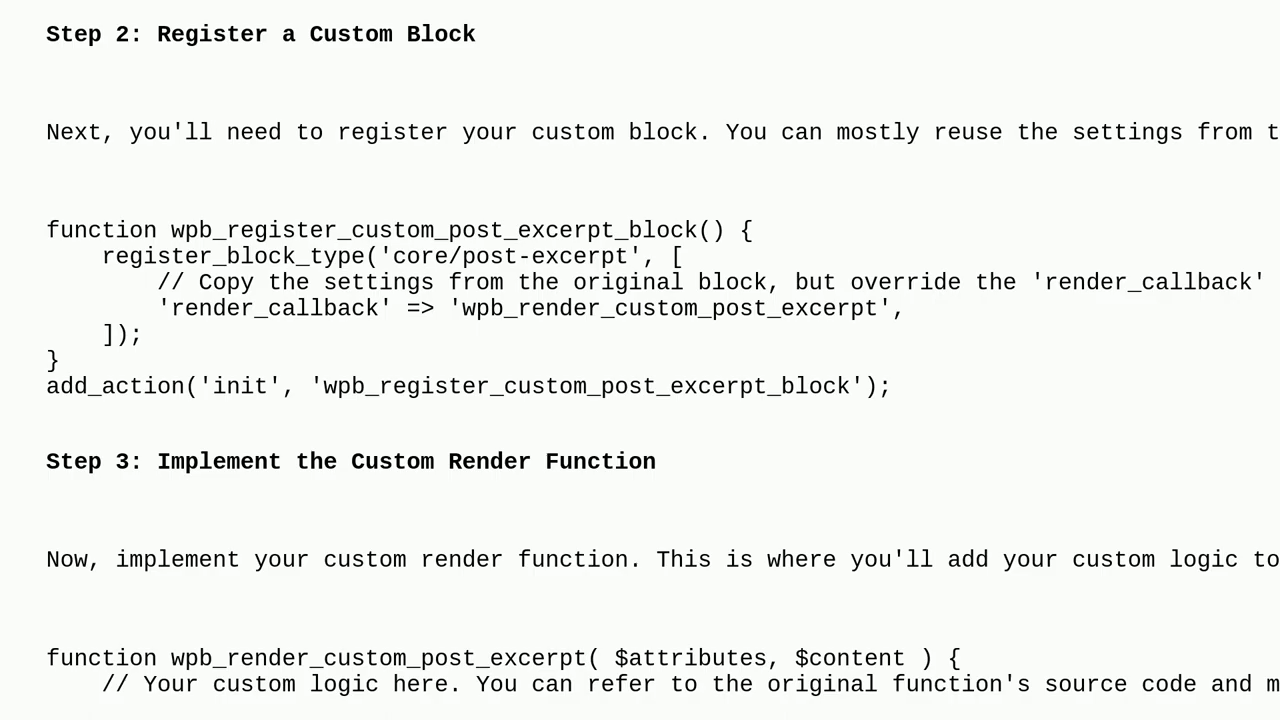 Step 2: Register a Custom Block
Next, you'll need to register your custom block. You can mostly reuse the settings from t
function wpb_register_custom_post_excerpt_block() {
    register_block_type('core/post-excerpt', [
        // Copy the settings from the original block, but override the 'render_callback'
        'render_callback' => 'wpb_render_custom_post_excerpt',
    ]);
}
add_action('init', 'wpb_register_custom_post_excerpt_block');
Step 3: Implement the Custom Render Function
Now, implement your custom render function. This is where you'll add your custom logic to
function wpb_render_custom_post_excerpt( $attributes, $content ) {
    // Your custom logic here. You can refer to the original function's source code and m